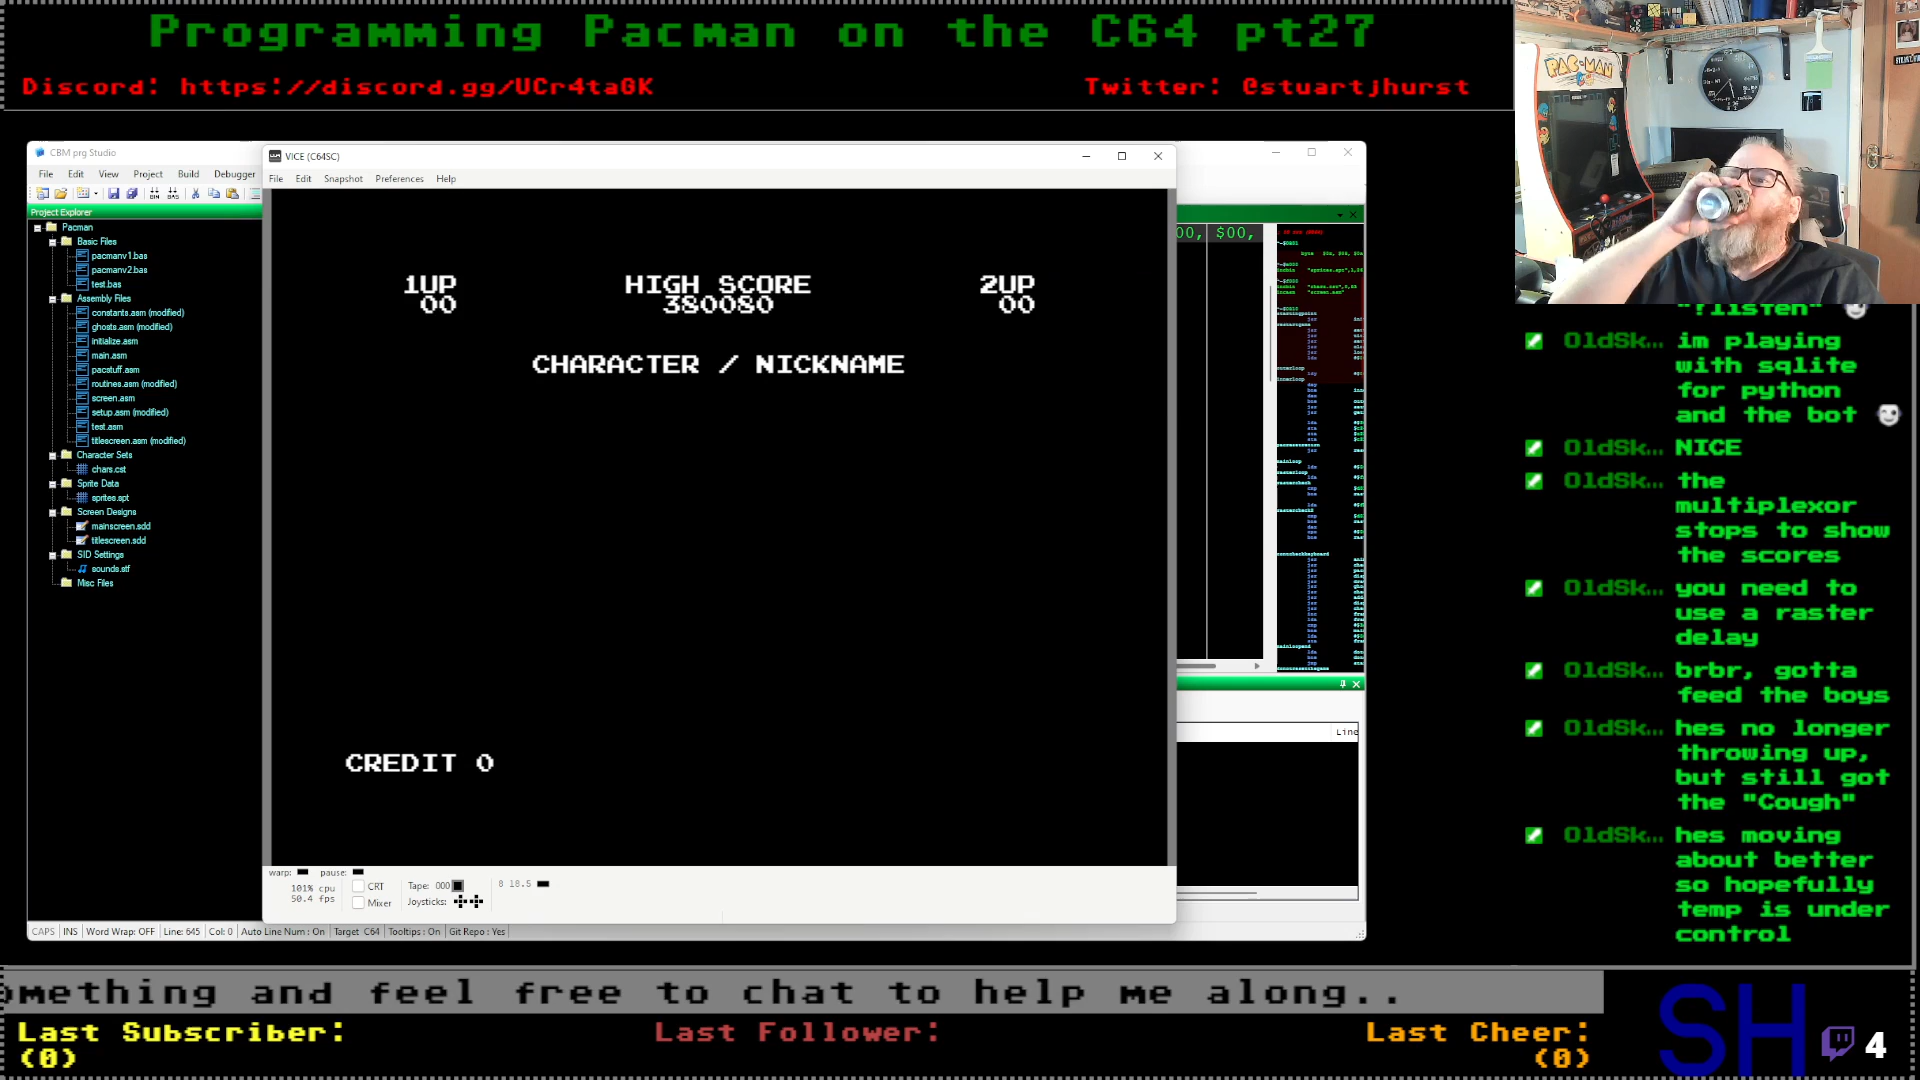 Programming Pacman on the C64 pt27
Discord: https://discord.gg/UCr4taGK
Twitter: @stuartjhurst
CBM prg Studio
File Edit View Project Build Debugger
Project Explorer
Pacman
Basic Files
pacmanv1.bas
pacmanv2.bas
test.bas
Assembly Files
constants.asm (modified)
ghosts.asm (modified)
initialize.asm
main.asm
pacstuff.asm
routines.asm (modified)
screen.asm
setup.asm (modified)
test.asm
titlescreen.asm (modified)
Character Sets
chars.cst
Sprite Data
sprites.spt
Screen Designs
mainscreen.sdd
titlescreen.sdd
SID Settings
sounds.stf
Misc Files
VICE (C64SC)
File Edit Snapshot Preferences Help
1UP HIGH SCORE 2UP
00 380080 00
CHARACTER / NICKNAME
CREDIT 0
warp: pause:
101% cpu
50.4 fps
CRT
Mixer
Tape: 000
Joysticks:
8 18.5
00, $00,
Line
CAPS INS Word Wrap: OFF Line: 645 Col: 0 Auto Line Num : On Target C64 Tooltips : On Git Repo : Yes
PAC-MAN
"!listen"
OldSk... im playing
with sqlite
for python
and the bot
OldSk... NICE
OldSk... the
multiplexor
stops to show
the scores
OldSk... you need to
use a raster
delay
OldSk... brbr, gotta
feed the boys
OldSk... hes no longer
throwing up,
but still got
the "Cough"
OldSk... hes moving
about better
so hopefully
temp is under
control
omething and feel free to chat to help me along..
Last Subscriber:
(0)
Last Follower:
Last Cheer:
(0)
SH
4